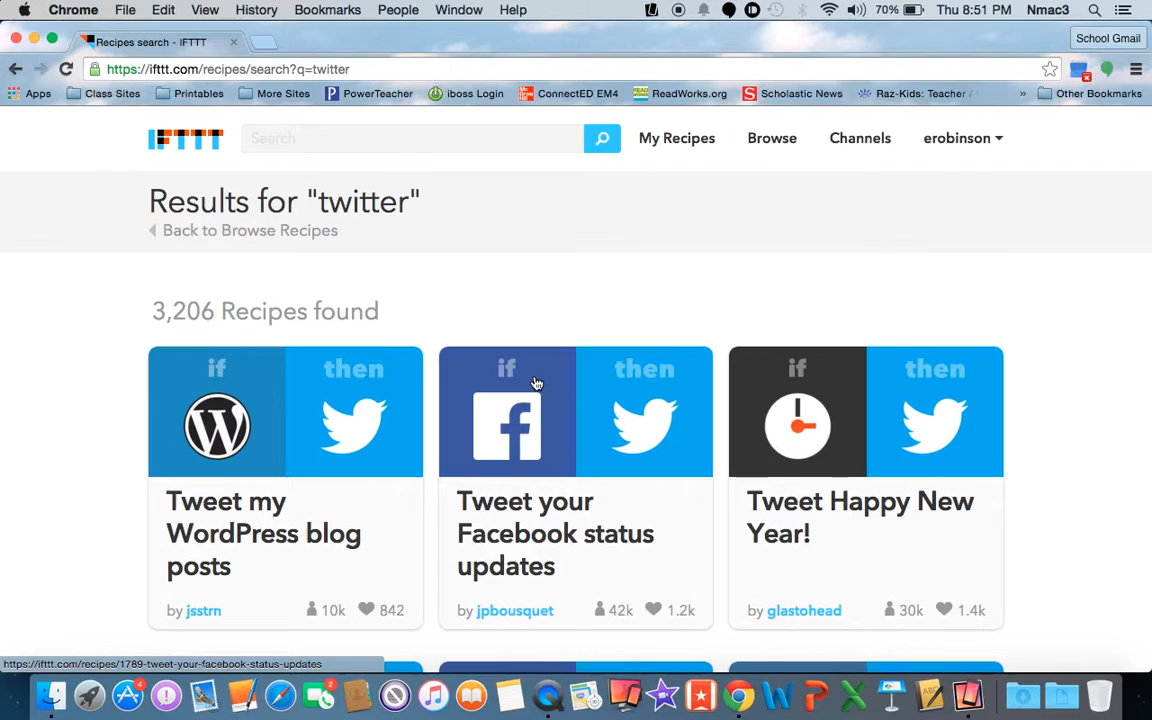 Chrome File Edit View History Bookmarks People Window Help 70% Thu 8:51 PM Nmac3
Recipes search - IFTTT School Gmail
https://ifttt.com/recipes/search?q=twitter
Apps Class Sites Printables More Sites PowerTeacher iboss Login ConnectED EM4 ReadWorks.org Scholastic News Raz-Kids: Teacher / » Other Bookmarks
IFTTT Search My Recipes Browse Channels erobinson
Results for "twitter"
Back to Browse Recipes
3,206 Recipes found
if then if then if then
Tweet my
WordPress blog
posts
by jsstrn 10k 842
Tweet your
Facebook status
updates
by jpbousquet 42k 1.2k
Tweet Happy New
Year!
by glastohead 30k 1.4k
https://ifttt.com/recipes/1789-tweet-your-facebook-status-updates
4 2